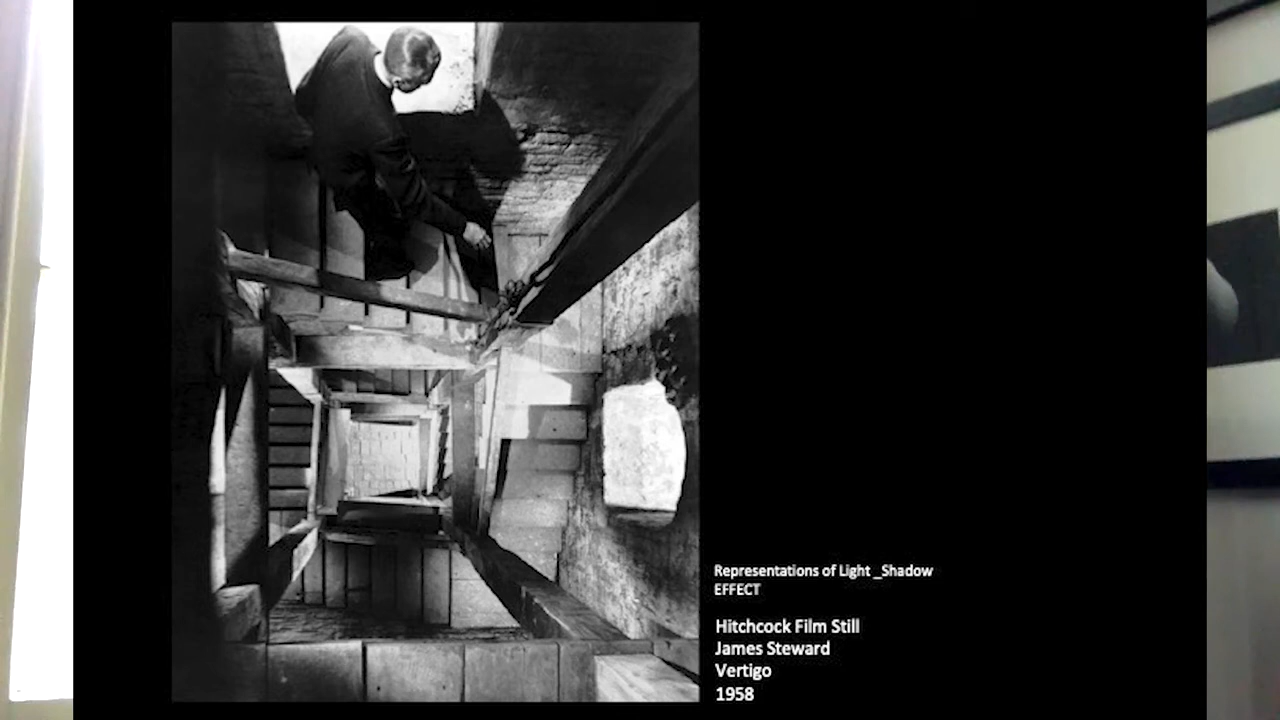 Representations of Light _Shadow
EFFECT
Hitchcock Film Still
James Steward
Vertigo
1958